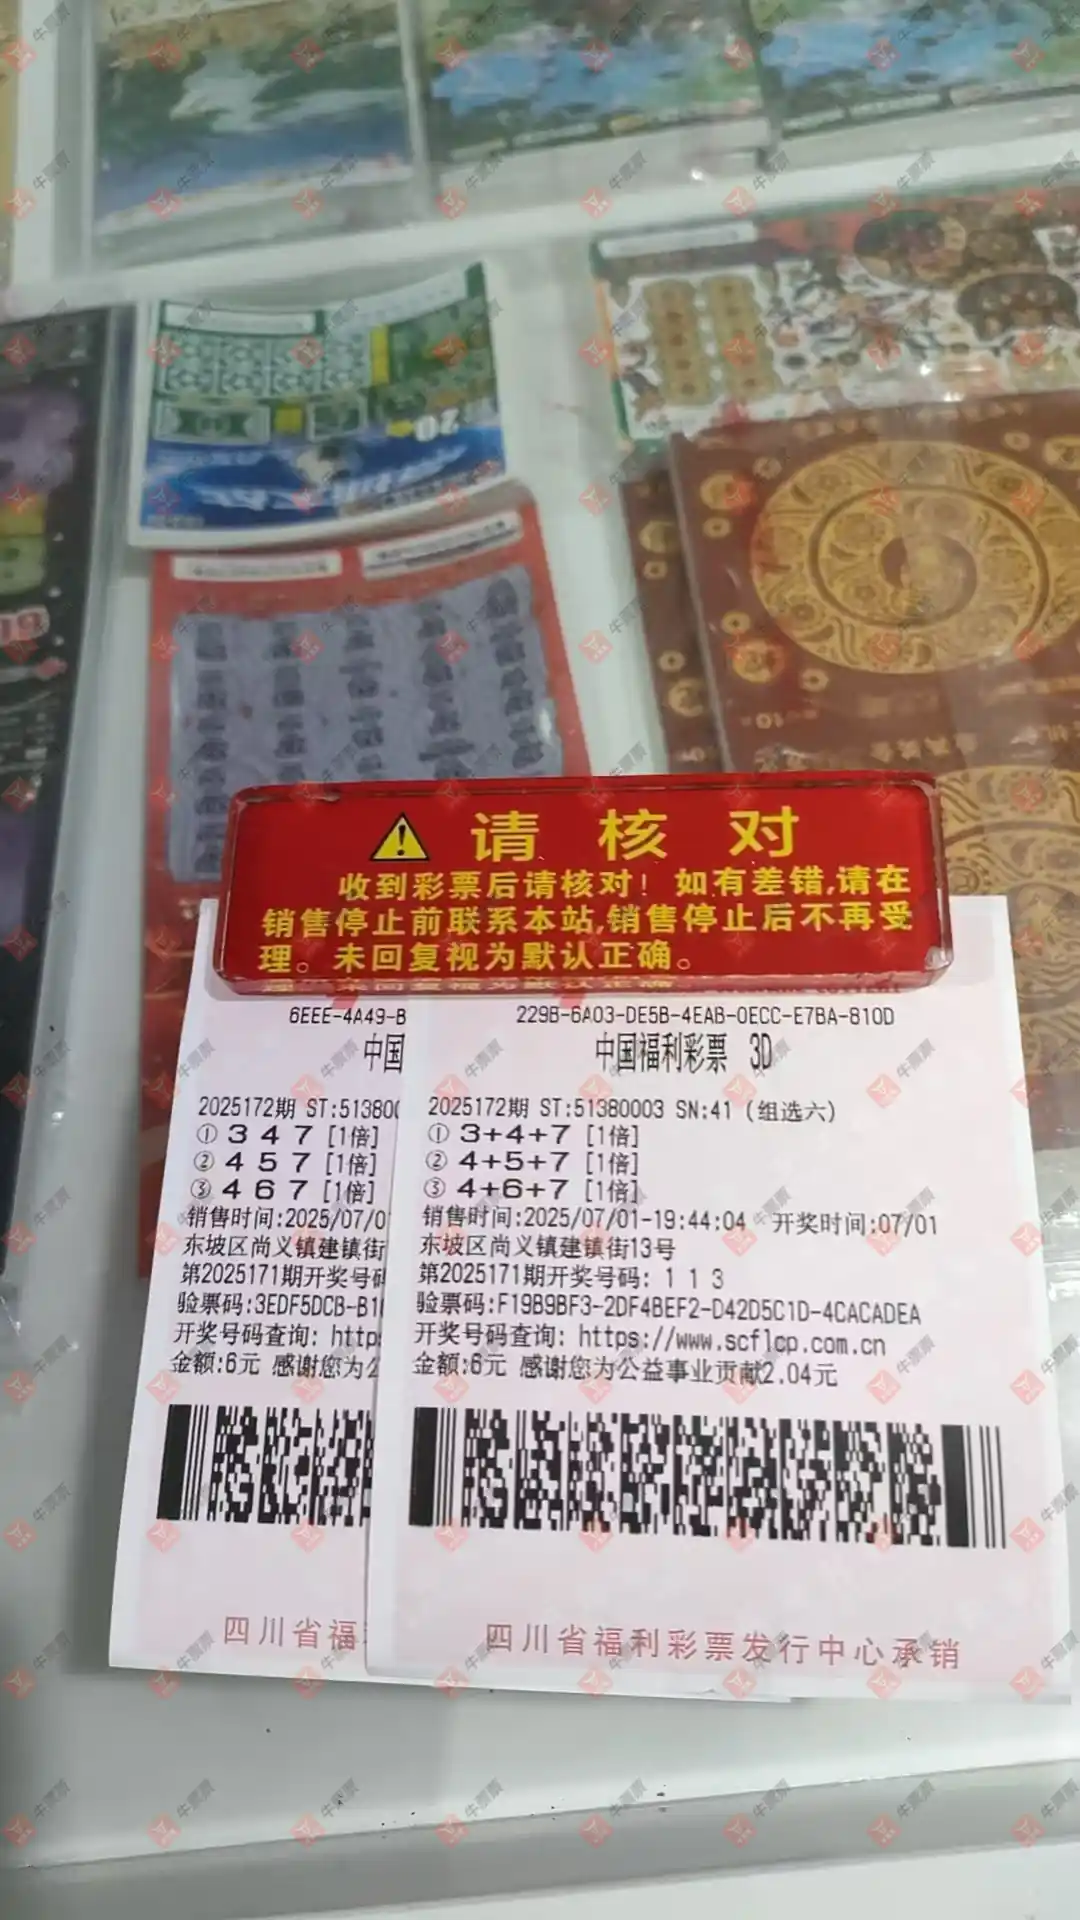 请核对
收到彩票后请核对！如有差错,请在
销售停止前联系本站,销售停止后不再受
理。未回复视为默认正确。
6EEE-4A49-B
中国
2025172期 ST:513800
① 3 4 7 [1倍]
② 4 5 7 [1倍]
③ 4 6 7 [1倍]
销售时间:2025/07/0
东坡区尚义镇建镇街
第2025171期开奖号码
验票码:3EDF5DCB-B1
开奖号码查询: https
金额:6元 感谢您为公
四川省福
229B-6A03-DE5B-4EAB-0ECC-E7BA-810D
中国福利彩票 3D
2025172期 ST:51380003 SN:41 (组选六)
① 3+4+7 [1倍]
② 4+5+7 [1倍]
③ 4+6+7 [1倍]
销售时间:2025/07/01-19:44:04 开奖时间:07/01
东坡区尚义镇建镇街13号
第2025171期开奖号码: 1 1 3
验票码:F19B9BF3-2DF4BEF2-D42D5C1D-4CACADEA
开奖号码查询: https://www.scflcp.com.cn
金额:6元 感谢您为公益事业贡献2.04元
四川省福利彩票发行中心承销
20
牛票票